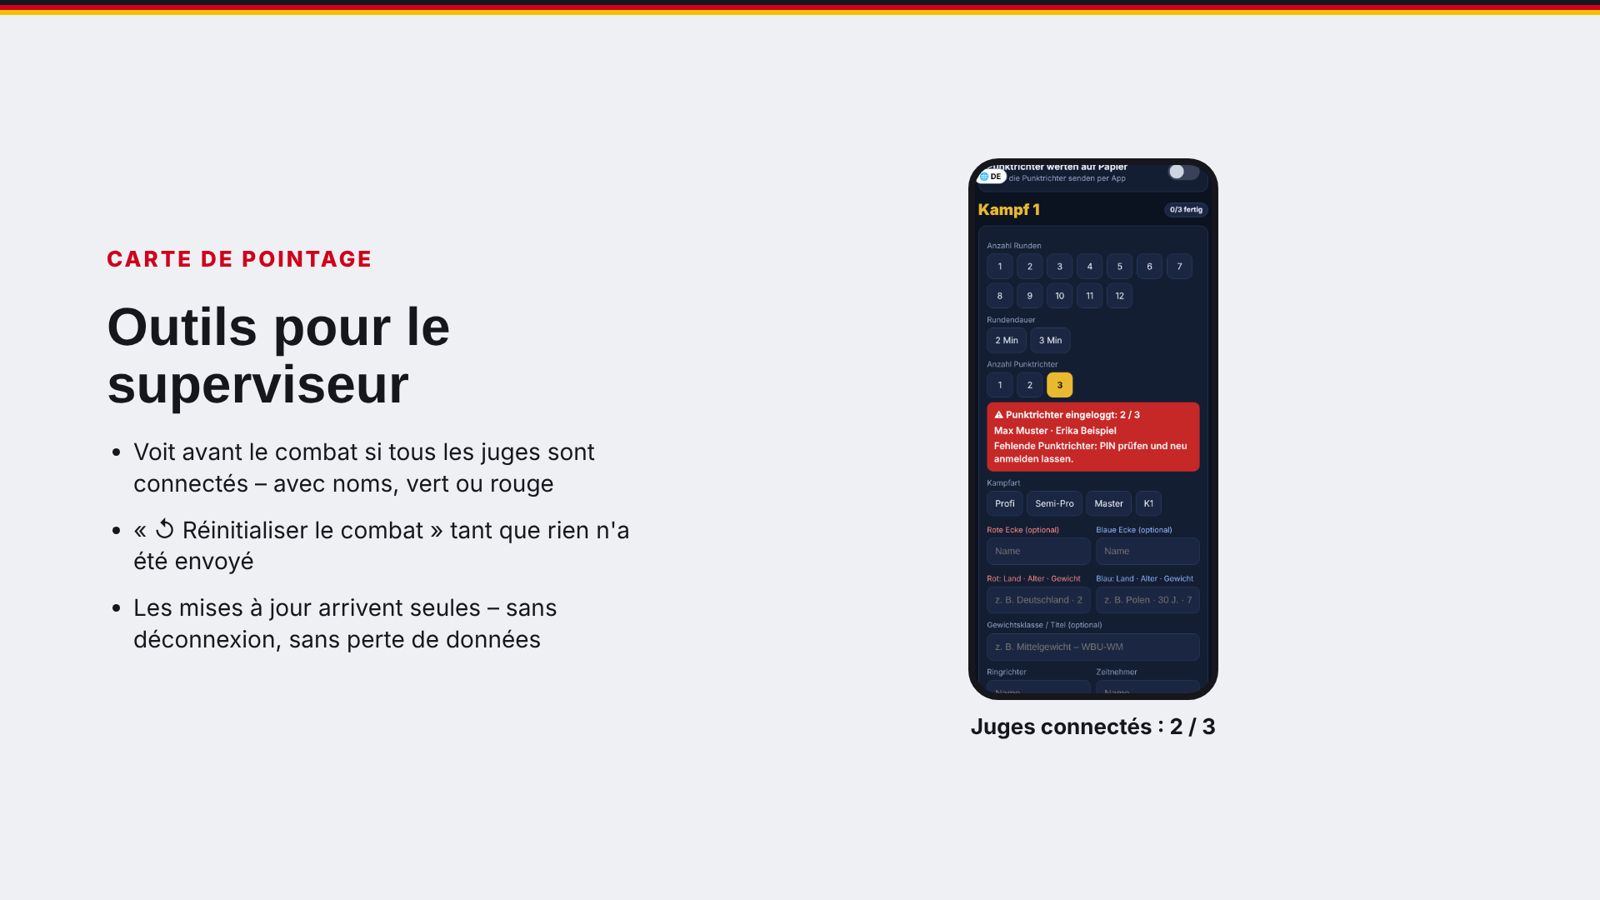 CARTE DE POINTAGE
Outils pour le
superviseur
• Voit avant le combat si tous les juges sont
connectés – avec noms, vert ou rouge
• « ↺ Réinitialiser le combat » tant que rien n'a
été envoyé
• Les mises à jour arrivent seules – sans
déconnexion, sans perte de données
werten auf Papier
DE
die Punktrichter senden per App
Kampf 1
0/3 fertig
Anzahl Runden
1 2 3 4 5 6 7
8 9 10 11 12
Rundendauer
2 Min 3 Min
Anzahl Punktrichter
1 2 3
⚠ Punktrichter eingeloggt: 2 / 3
Max Muster · Erika Beispiel
Fehlende Punktrichter: PIN prüfen und neu
anmelden lassen.
Kampfart
Profi Semi-Pro Master K1
Rote Ecke (optional) Blaue Ecke (optional)
Name Name
Rot: Land · Alter · Gewicht Blau: Land · Alter · Gewicht
z. B. Deutschland · 2 z. B. Polen · 30 J. · 7
Gewichtsklasse / Titel (optional)
z. B. Mittelgewicht – WBU-WM
Ringrichter Zeitnehmer
Name Name
Juges connectés : 2 / 3